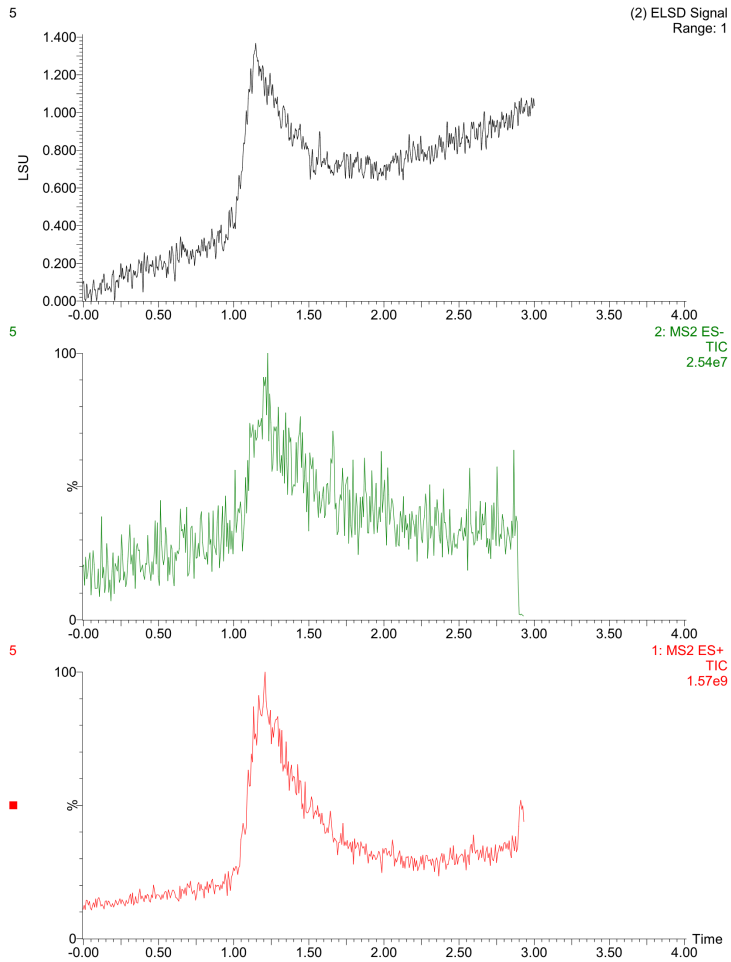 5
(2) ELSD Signal
Range: 1
LSU
1.400
1.200
1.000
0.800
0.600
0.400
0.200
0.000
-0.00 0.50 1.00 1.50 2.00 2.50 3.00 3.50 4.00
5
2: MS2 ES-
TIC
2.54e7
100
%
0
-0.00 0.50 1.00 1.50 2.00 2.50 3.00 3.50 4.00
5
1: MS2 ES+
TIC
1.57e9
100
%
0
Time
-0.00 0.50 1.00 1.50 2.00 2.50 3.00 3.50 4.00